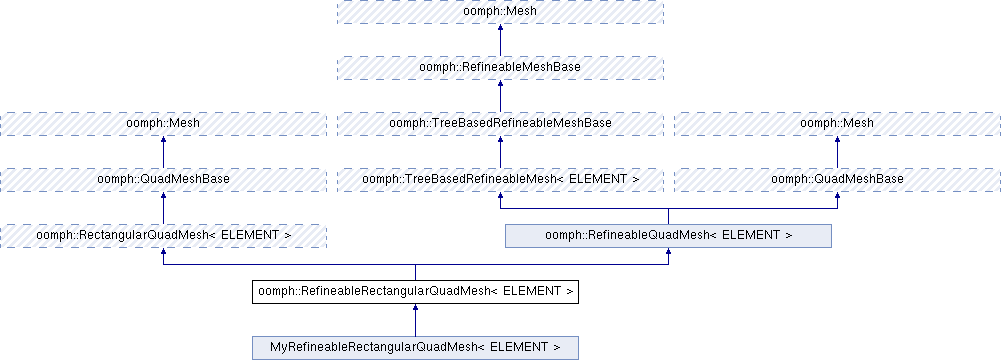 oomph::Mesh
oomph::RefineableMeshBase
oomph::Mesh
oomph::TreeBasedRefineableMeshBase
oomph::Mesh
oomph::QuadMeshBase
oomph::TreeBasedRefineableMesh< ELEMENT >
oomph::QuadMeshBase
oomph::RectangularQuadMesh< ELEMENT >
oomph::RefineableQuadMesh< ELEMENT >
oomph::RefineableRectangularQuadMesh< ELEMENT >
MyRefineableRectangularQuadMesh< ELEMENT >